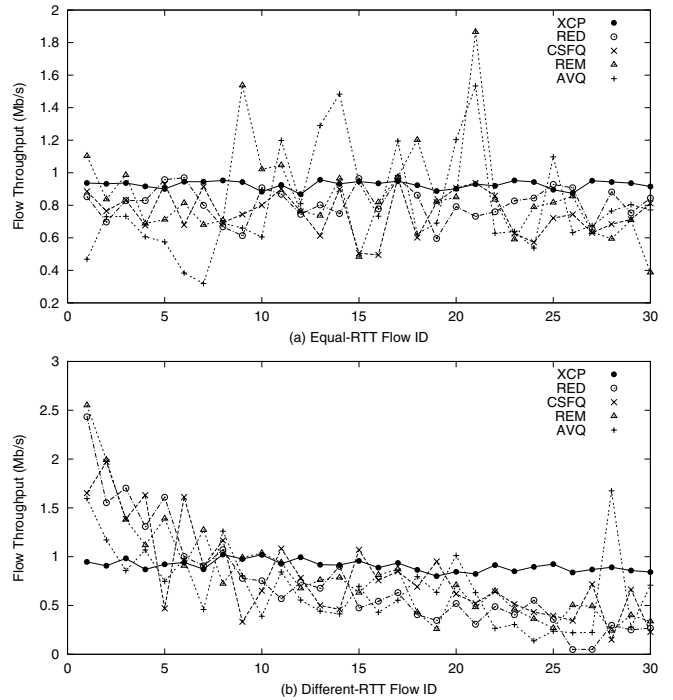 2
1.8
1.6
1.4
1.2
1
0.8
0.6
0.4
0.2
Flow Throughput (Mb/s)
XCP
RED
CSFQ
REM
AVQ
0 5 10 15 20 25 30
(a) Equal-RTT Flow ID
3
2.5
2
1.5
1
0.5
0
Flow Throughput (Mb/s)
XCP
RED
CSFQ
REM
AVQ
0 5 10 15 20 25 30
(b) Different-RTT Flow ID